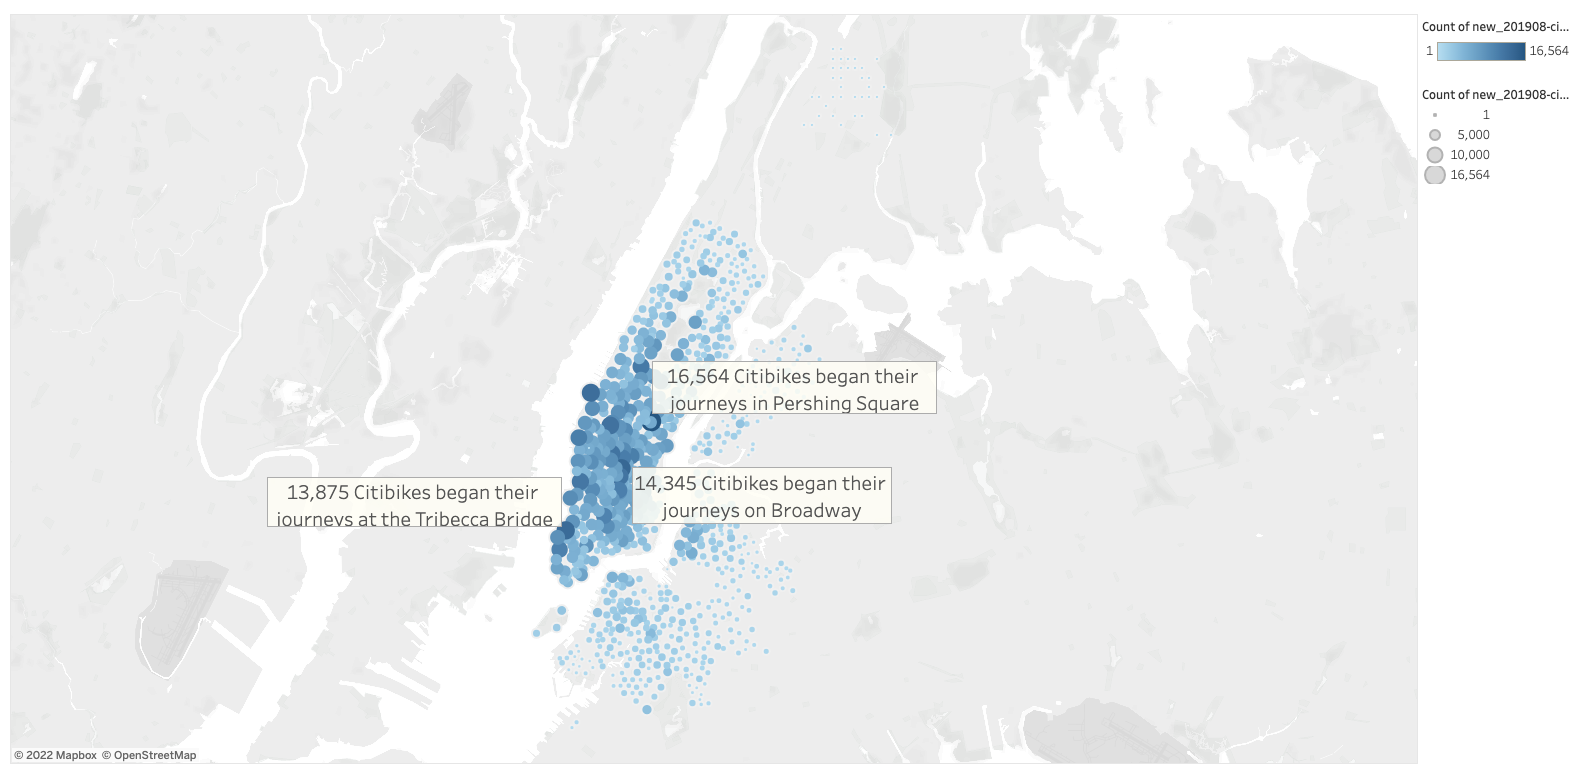 Count of new_201908-ci...
1 16,564
Count of new_201908-ci...
1
5,000
10,000
16,564
16,564 Citibikes began their
journeys in Pershing Square
14,345 Citibikes began their
journeys on Broadway
13,875 Citibikes began their
journeys at the Tribecca Bridge
© 2022 Mapbox © OpenStreetMap